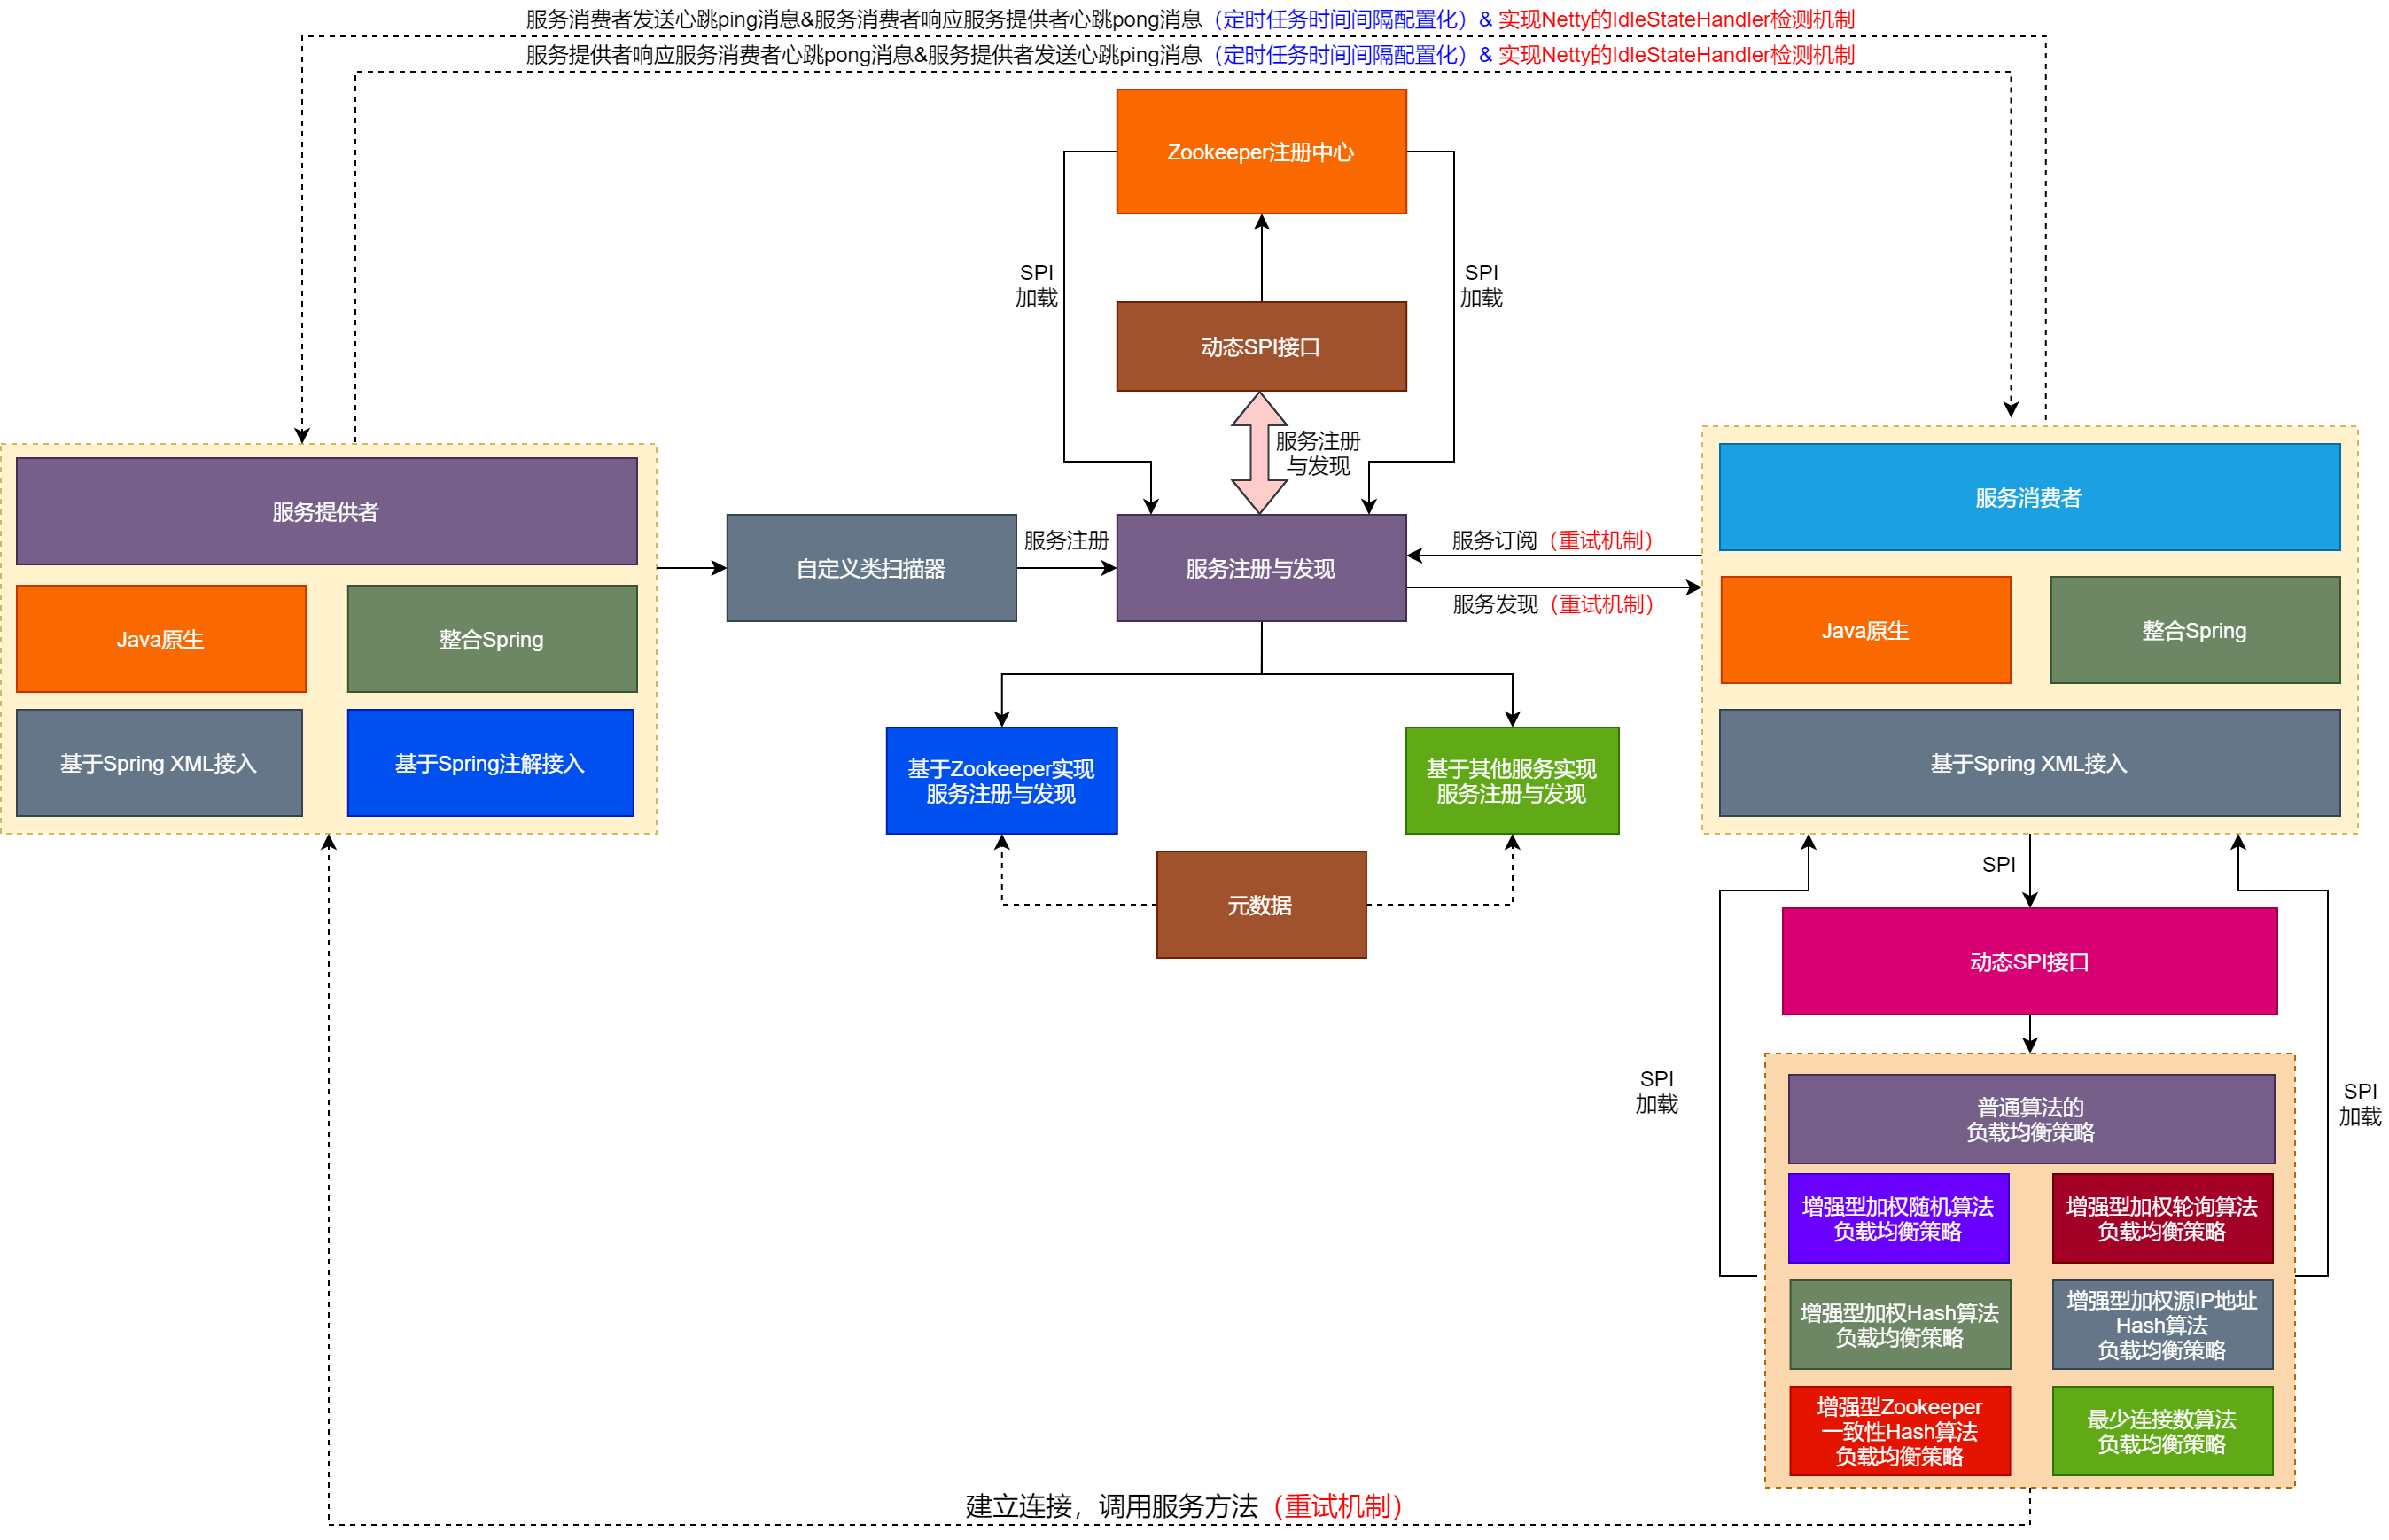 服务消费者发送心跳ping消息&服务消费者响应服务提供者心跳pong消息（定时任务时间间隔配置化）& 实现Netty的IdleStateHandler检测机制
服务提供者响应服务消费者心跳pong消息&服务提供者发送心跳ping消息（定时任务时间间隔配置化）& 实现Netty的IdleStateHandler检测机制
Zookeeper注册中心
SPI
加载
SPI
加载
动态SPI接口
服务注册
与发现
服务提供者
Java原生
整合Spring
基于Spring XML接入
基于Spring注解接入
自定义类扫描器
服务注册
服务注册与发现
服务订阅（重试机制）
服务发现（重试机制）
服务消费者
Java原生
整合Spring
基于Spring XML接入
基于Zookeeper实现
服务注册与发现
基于其他服务实现
服务注册与发现
元数据
SPI
动态SPI接口
SPI
加载
SPI
加载
普通算法的
负载均衡策略
增强型加权随机算法
负载均衡策略
增强型加权轮询算法
负载均衡策略
增强型加权Hash算法
负载均衡策略
增强型加权源IP地址
Hash算法
负载均衡策略
增强型Zookeeper
一致性Hash算法
负载均衡策略
最少连接数算法
负载均衡策略
建立连接，调用服务方法（重试机制）